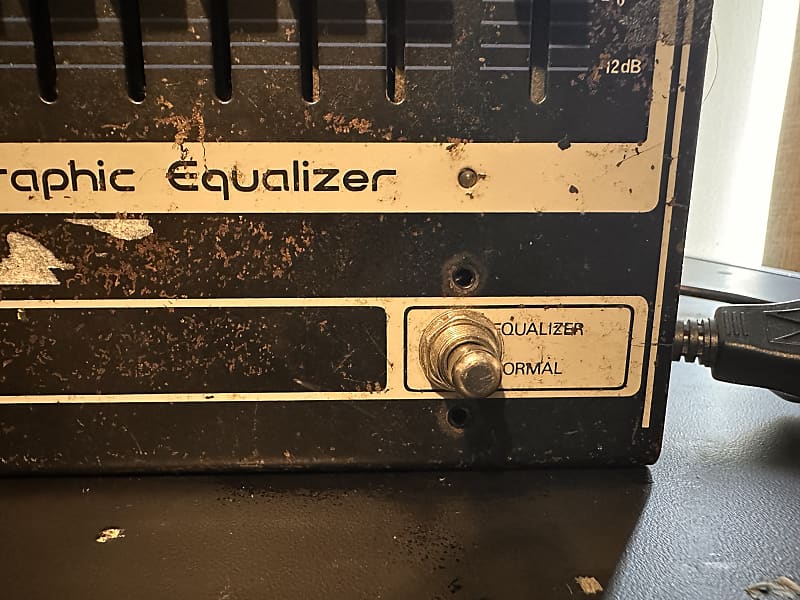 -12dB
raphic Equalizer
EQUALIZER
ORMAL